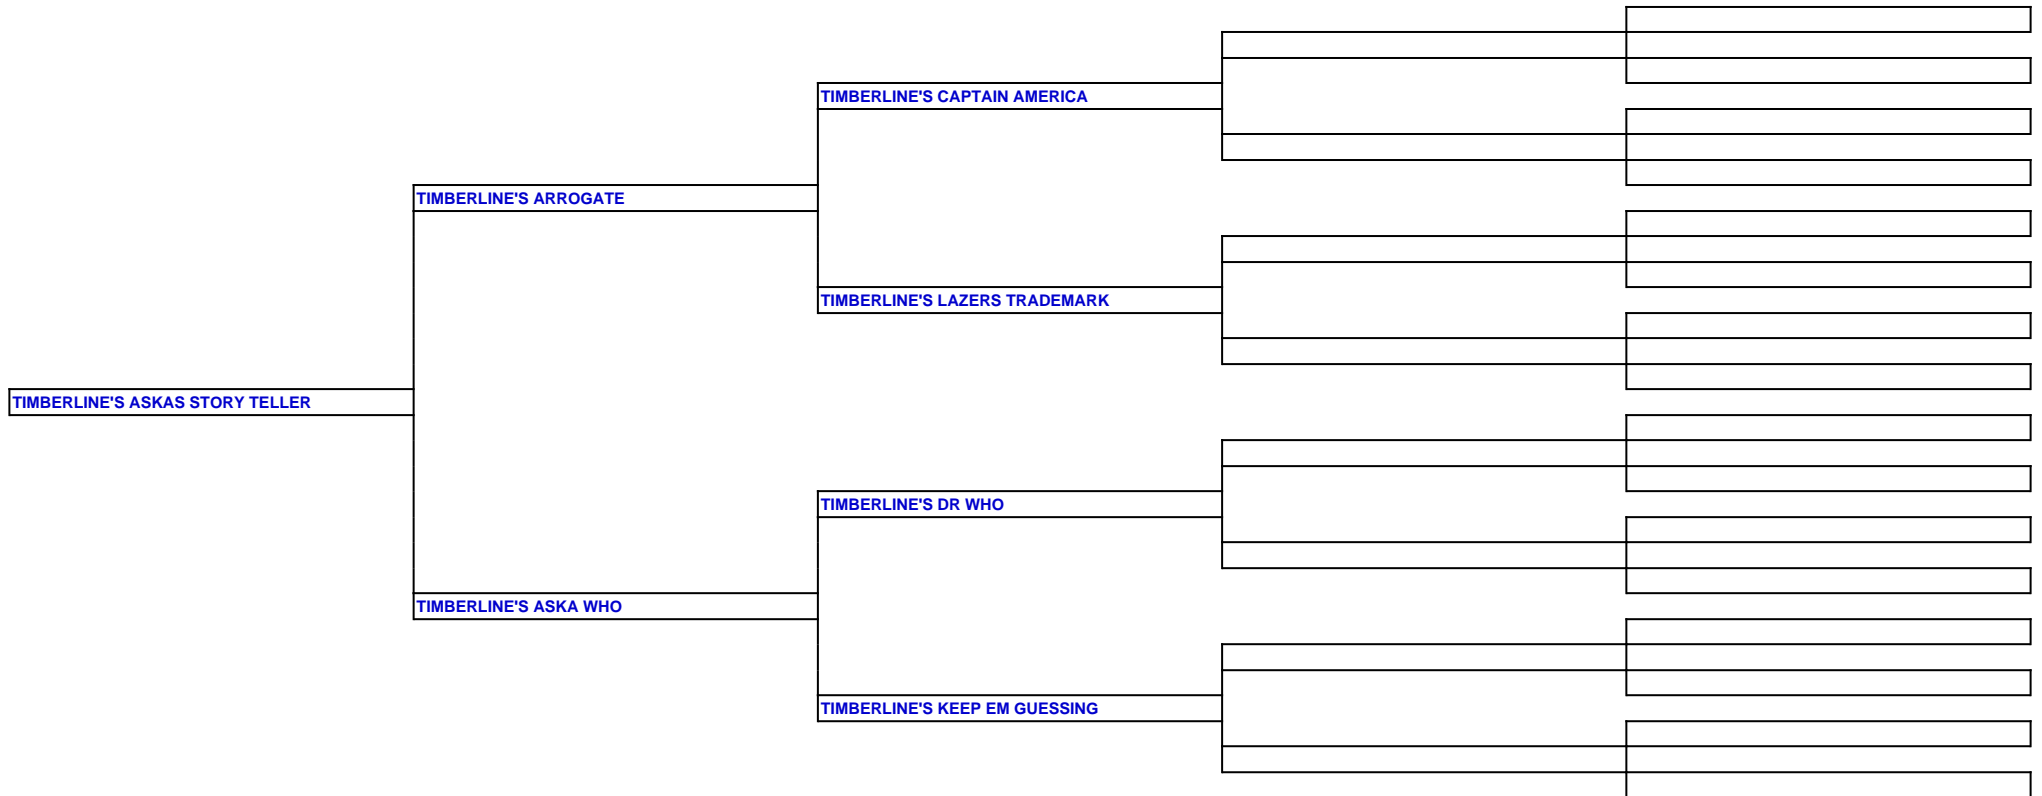 TIMBERLINE'S CAPTAIN AMERICA
TIMBERLINE'S ARROGATE
TIMBERLINE'S LAZERS TRADEMARK
TIMBERLINE'S ASKAS STORY TELLER
TIMBERLINE'S DR WHO
TIMBERLINE'S ASKA WHO
TIMBERLINE'S KEEP EM GUESSING